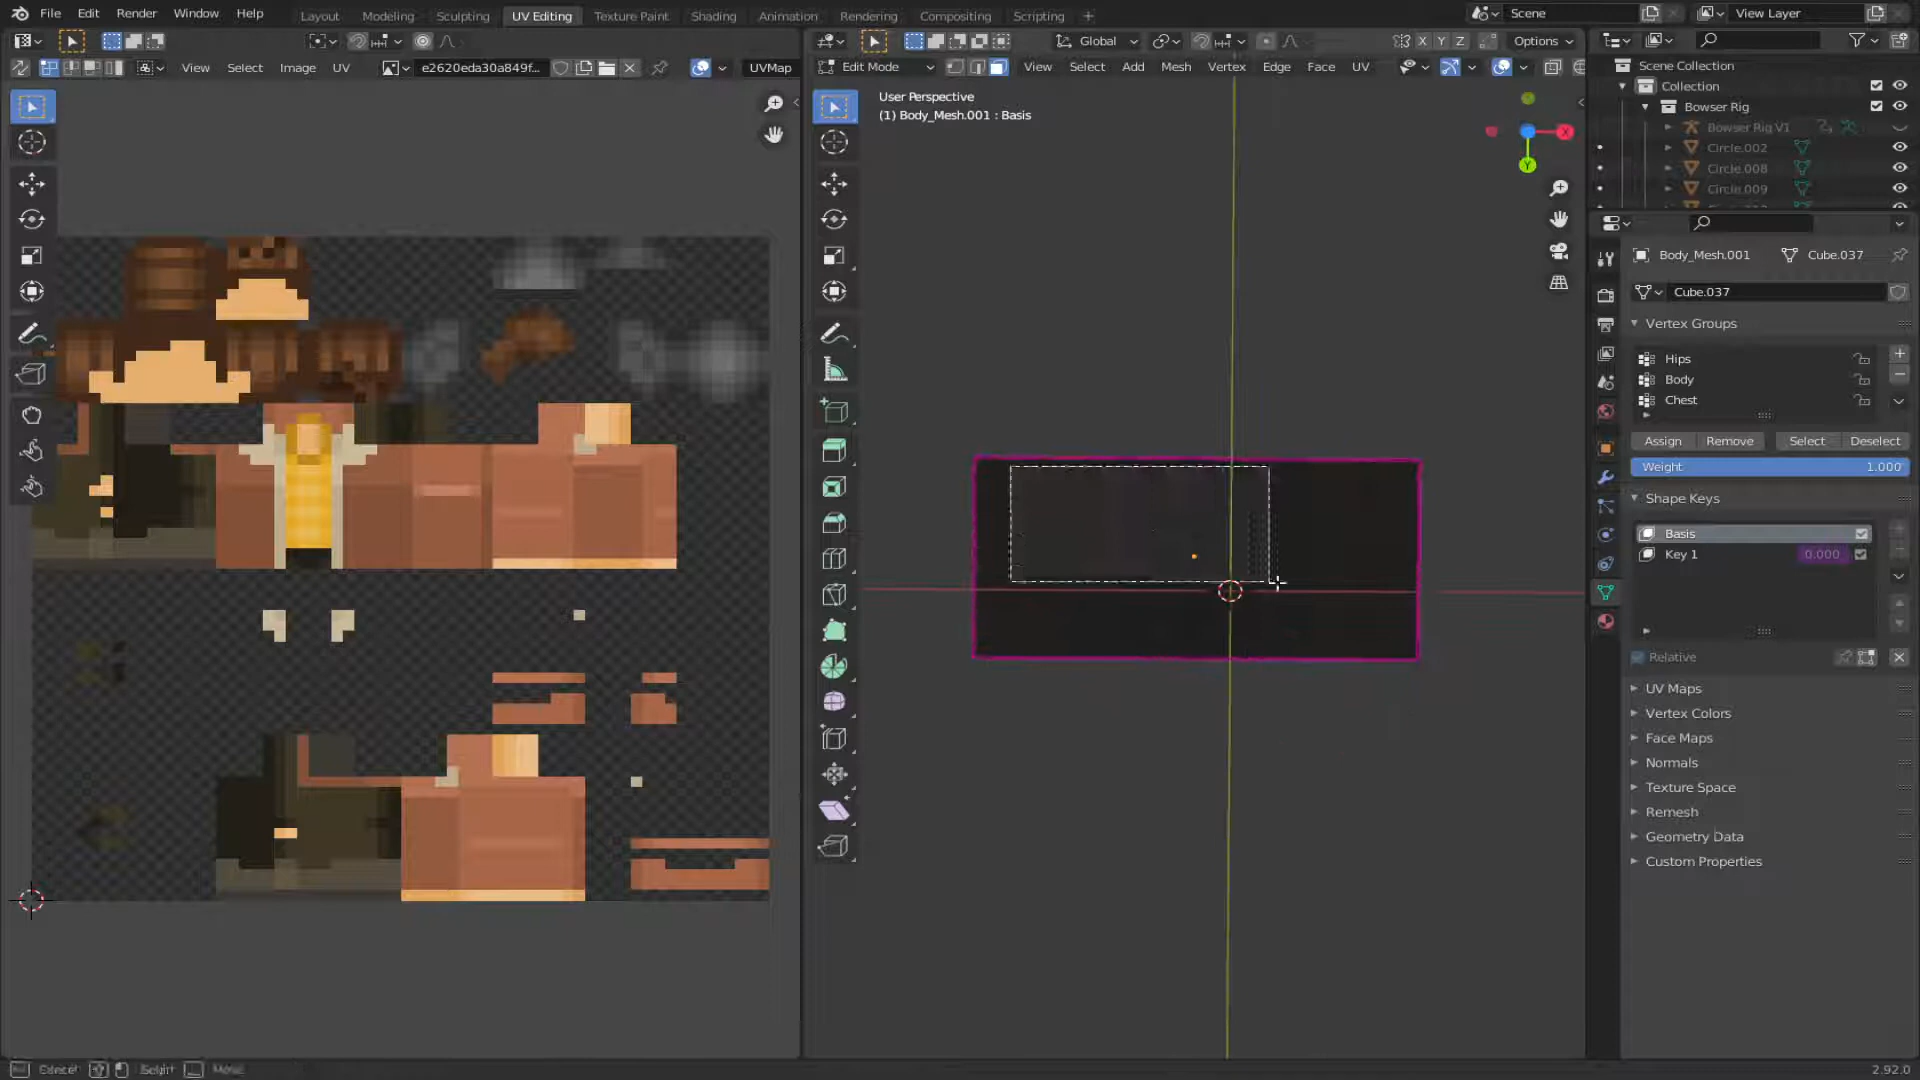 File Edit Render Window Help Layout Modeling Sculpting UV Editing Texture Paint Shading Animation Rendering Compositing Scripting + Scene View Layer
Global X Y Z Options
View Select Image UV e2620eda30a849f... UVMap
Edit Mode View Select Add Mesh Vertex Edge Face UV
User Perspective
(1) Body_Mesh.001 : Basis
X
Y
Scene Collection
Collection
Bowser Rig
Bowser Rig V1
Circle.002
Circle.008
Circle.009
Body_Mesh.001 Cube.037
Cube.037
Vertex Groups
Hips
Body
Chest
Assign Remove Select Deselect
Weight 1.000
Shape Keys
Basis
Key 1 0.000
Relative
UV Maps
Vertex Colors
Face Maps
Normals
Texture Space
Remesh
Geometry Data
Custom Properties
2.92.0